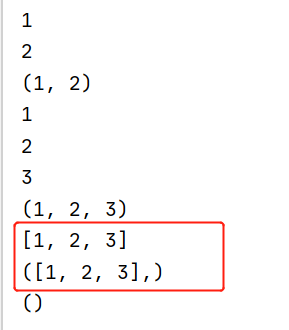 1
2
(1, 2)
1
2
3
(1, 2, 3)
[1, 2, 3]
([1, 2, 3],)
()